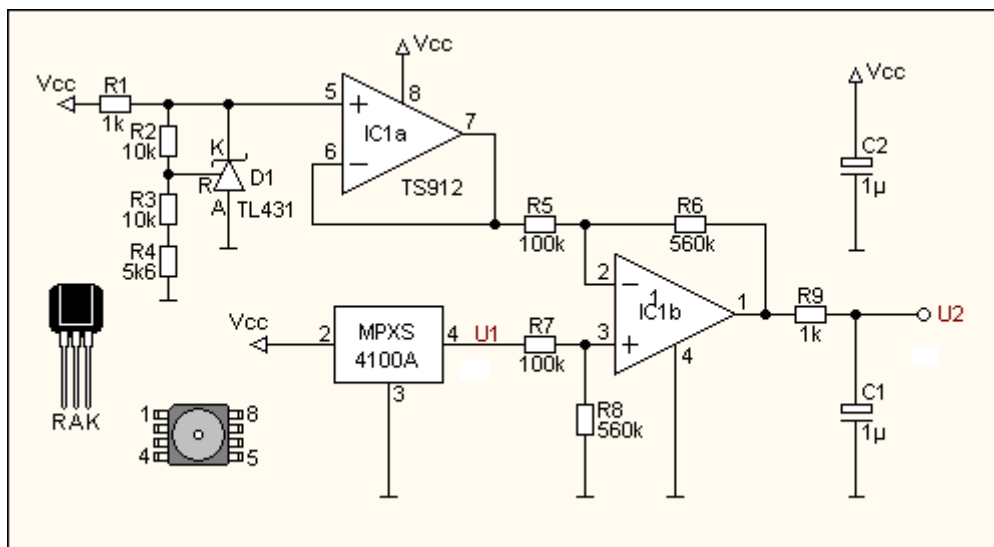 Vcc
R1
1k
R2
10k
R3
10k
R4
5k6
K
R
A
D1
TL431
Vcc
8
5
+
6
−
IC1a
7
TS912
R5
100k
R6
560k
Vcc
C2
1µ
Vcc
2
MPXS
4100A
4
3
U1
R7
100k
R8
560k
2
−
3
+
1
IC1b
1
4
R9
1k
U2
C1
1µ
RAK
1
8
4
5